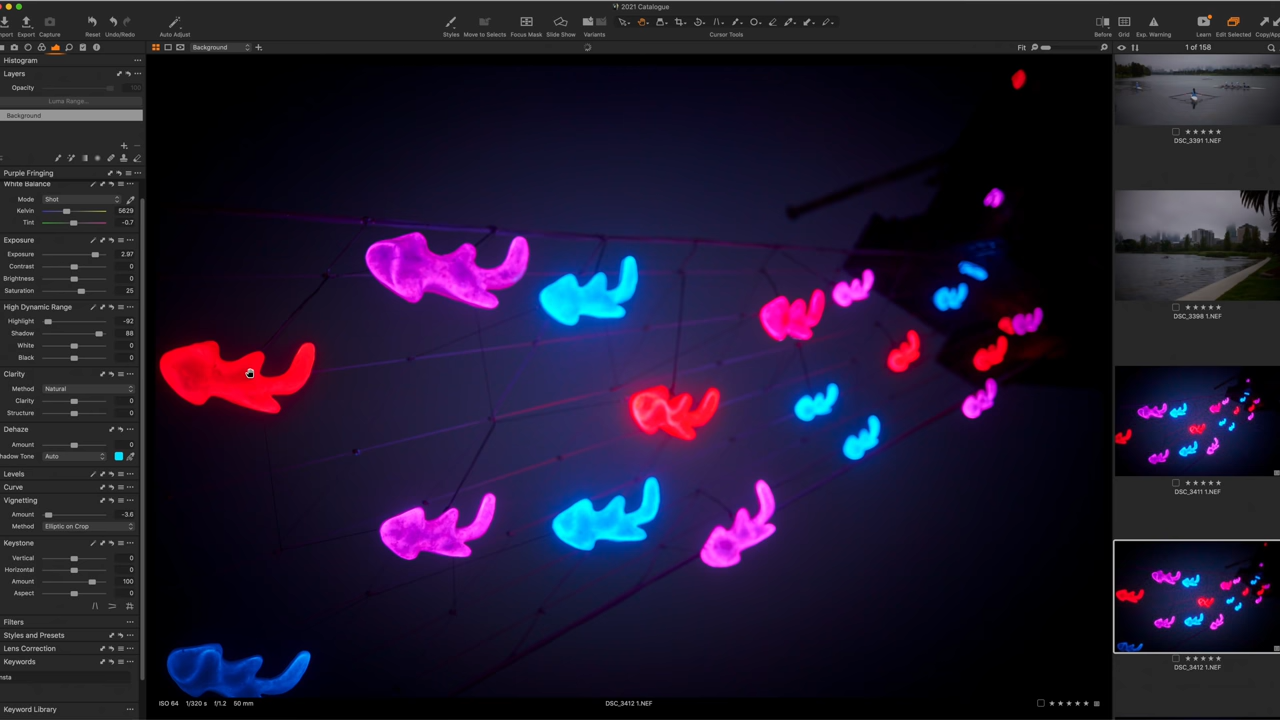 2021 Catalogue
Import Export Capture Reset Undo/Redo Auto Adjust Styles Move to Selects Focus Mask Slide Show Variants Cursor Tools Before Grid Exp. Warning Learn Edit Selected
Background Fit 1 of 158
Histogram
Layers
Opacity 100
Luma Range...
Background
Purple Fringing
White Balance
Mode Shot
Kelvin 5629
Tint -0.7
Exposure
Exposure 2.97
Contrast 0
Brightness 0
Saturation 25
High Dynamic Range
Highlight -92
Shadow 88
White 0
Black 0
Clarity
Method Natural
Clarity 0
Structure 0
Dehaze
Amount 0
hadow Tone Auto
Levels
Curve
Vignetting
Amount -3.6
Method Elliptic on Crop
Keystone
Vertical 0
Horizontal 0
Amount 100
Aspect 0
Filters
Styles and Presets
Lens Correction
Keywords
nsta
Keyword Library
ISO 64 1/320 s f/1.2 50 mm DSC_3412 1.NEF
DSC_3391 1.NEF
DSC_3398 1.NEF
DSC_3411 1.NEF
DSC_3412 1.NEF